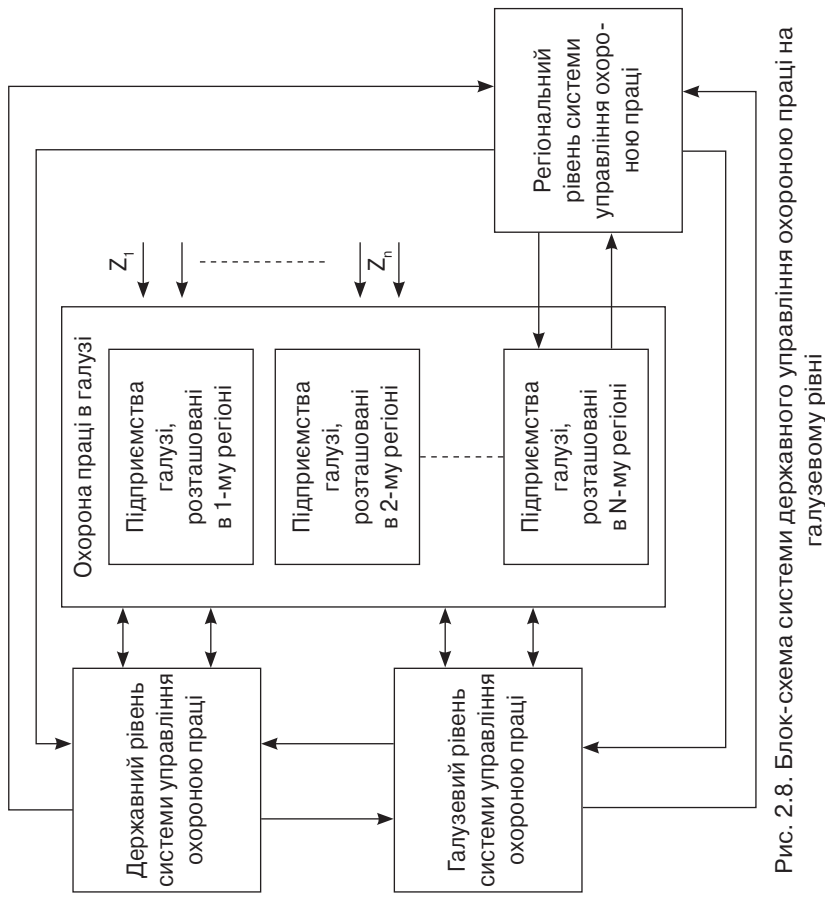 Державний рівень
системи управління
охороною праці
Галузевий рівень
системи управління
охороною праці
Охорона праці в галузі
Підприємства
галузі,
розташовані
в 1-му регіоні
Підприємства
галузі,
розташовані
в 2-му регіоні
Підприємства
галузі,
розташовані
в N-му регіоні
Z1
Zn
Регіональний
рівень системи
управління охоро-
ною праці
Рис. 2.8. Блок-схема системи державного управління охороною праці на
галузевому рівні